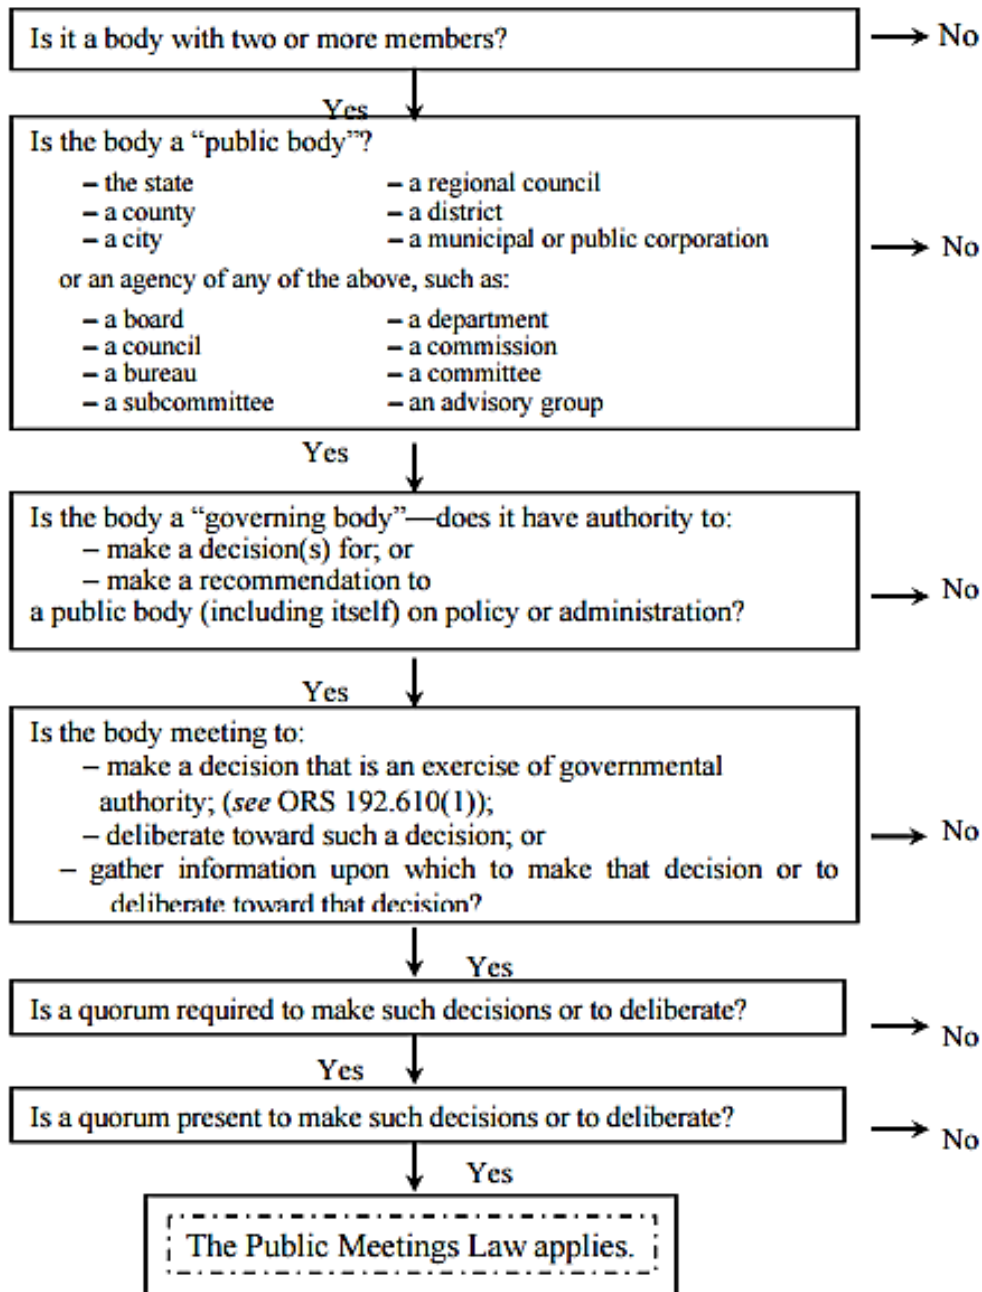 Is it a body with two or more members?
No
Yes
Is the body a “public body”?
– the state – a regional council
– a county – a district
– a city – a municipal or public corporation
No
or an agency of any of the above, such as:
– a board – a department
– a council – a commission
– a bureau – a committee
– a subcommittee – an advisory group
Yes
Is the body a “governing body”—does it have authority to:
– make a decision(s) for; or
– make a recommendation to
No
a public body (including itself) on policy or administration?
Yes
Is the body meeting to:
– make a decision that is an exercise of governmental
authority; (see ORS 192.610(1));
– deliberate toward such a decision; or
No
– gather information upon which to make that decision or to
deliberate toward that decision?
Yes
Is a quorum required to make such decisions or to deliberate?
No
Yes
Is a quorum present to make such decisions or to deliberate?
No
Yes
The Public Meetings Law applies.